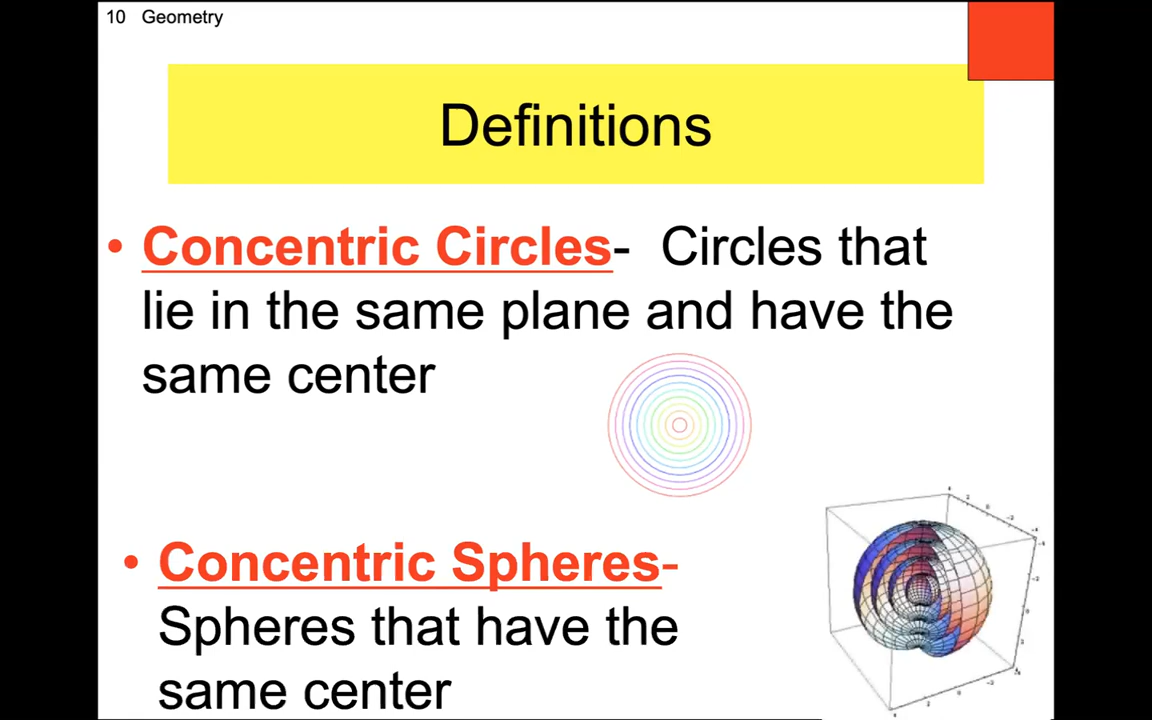 10 Geometry
Definitions
• Concentric Circles- Circles that
lie in the same plane and have the
same center
• Concentric Spheres-
Spheres that have the
same center